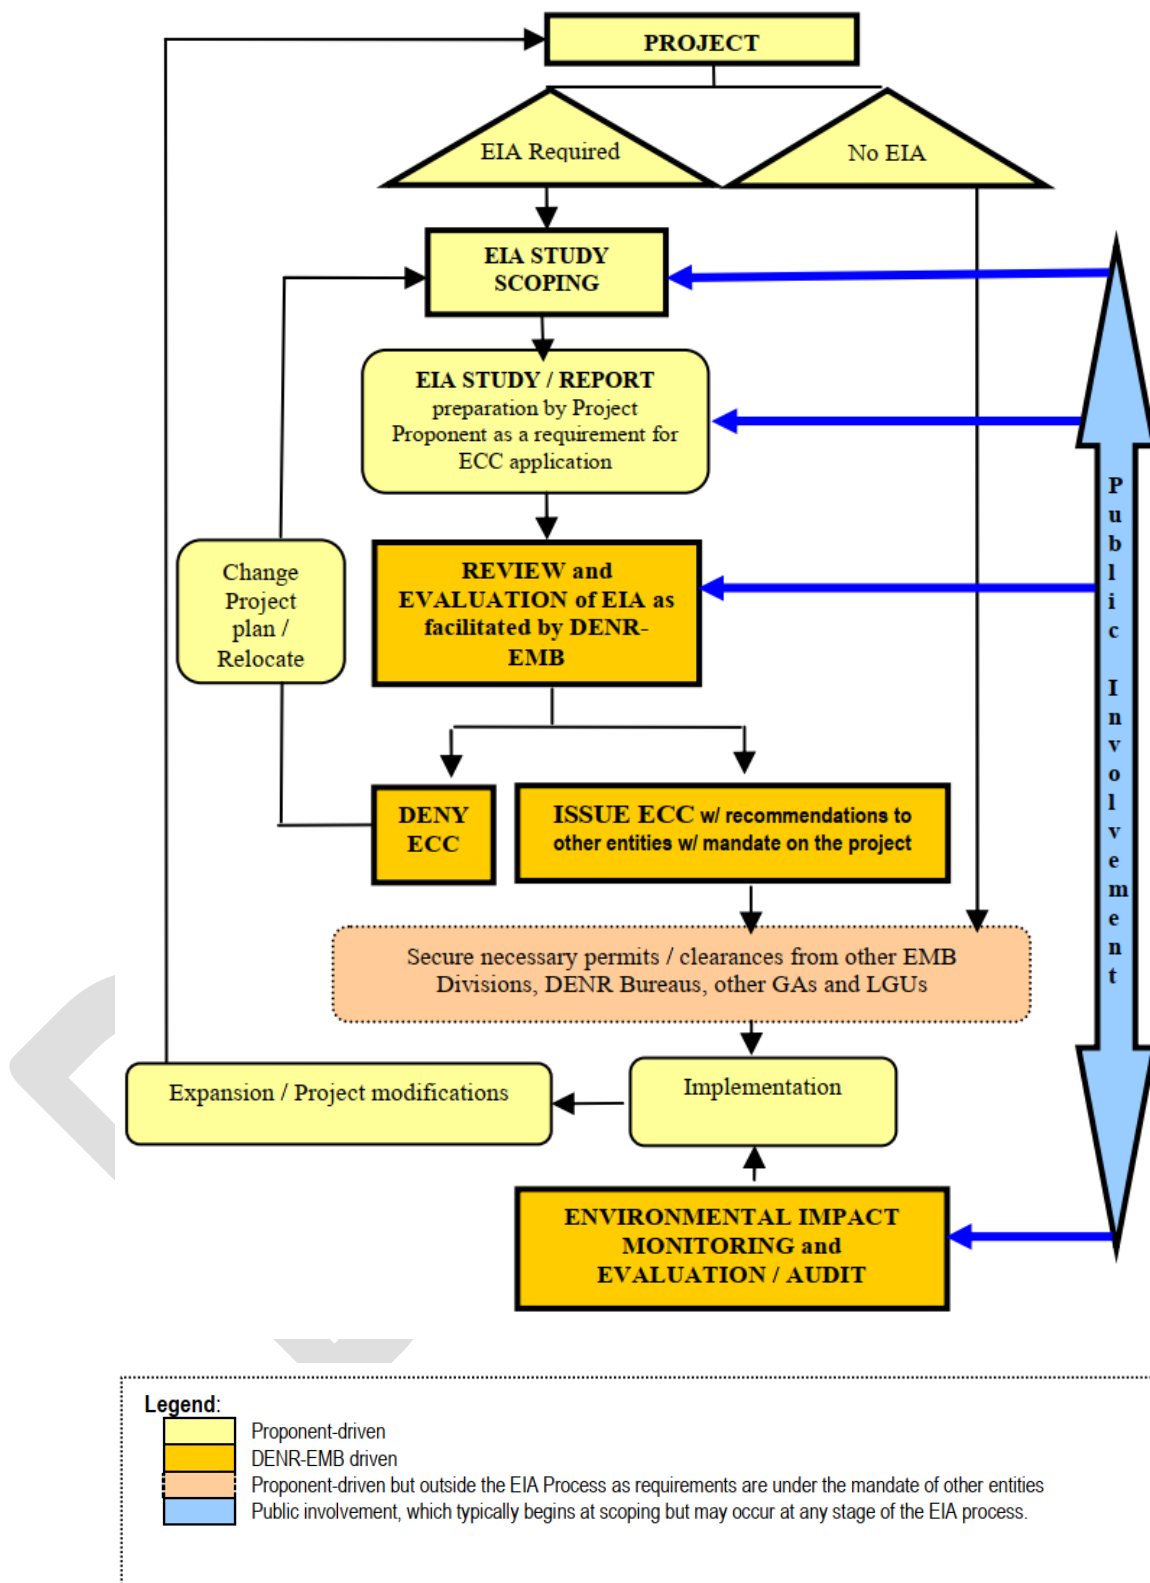 PROJECT
EIA Required
No EIA
EIA STUDY
SCOPING
EIA STUDY / REPORT
preparation by Project
Proponent as a requirement for
ECC application
Change
Project
plan /
Relocate
REVIEW and
EVALUATION of EIA as
facilitated by DENR-
EMB
DENY
ECC
ISSUE ECC w/ recommendations to
other entities w/ mandate on the project
Secure necessary permits / clearances from other EMB
Divisions, DENR Bureaus, other GAs and LGUs
Expansion / Project modifications
Implementation
ENVIRONMENTAL IMPACT
MONITORING and
EVALUATION / AUDIT
Public Involvement
Legend:
Proponent-driven
DENR-EMB driven
Proponent-driven but outside the EIA Process as requirements are under the mandate of other entities
Public involvement, which typically begins at scoping but may occur at any stage of the EIA process.